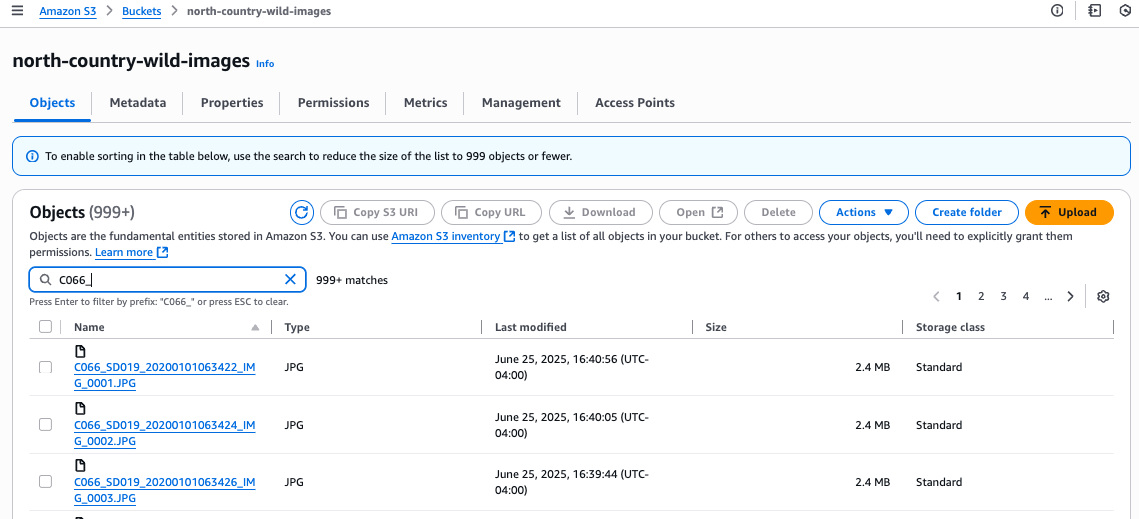 Amazon S3 > Buckets > north-country-wild-images
north-country-wild-images Info
Objects Metadata Properties Permissions Metrics Management Access Points
To enable sorting in the table below, use the search to reduce the size of the list to 999 objects or fewer.
Objects (999+) Copy S3 URI Copy URL Download Open Delete Actions Create folder Upload
Objects are the fundamental entities stored in Amazon S3. You can use Amazon S3 inventory to get a list of all objects in your bucket. For others to access your objects, you'll need to explicitly grant them
permissions. Learn more
C066_ 999+ matches
Press Enter to filter by prefix: "C066_" or press ESC to clear.
< 1 2 3 4 ... >
Name Type Last modified Size Storage class
C066_SD019_20200101063422_IM
G_0001.JPG
JPG
June 25, 2025, 16:40:56 (UTC-
04:00)
2.4 MB
Standard
C066_SD019_20200101063424_IM
G_0002.JPG
JPG
June 25, 2025, 16:40:05 (UTC-
04:00)
2.4 MB
Standard
C066_SD019_20200101063426_IM
G_0003.JPG
JPG
June 25, 2025, 16:39:44 (UTC-
04:00)
2.4 MB
Standard